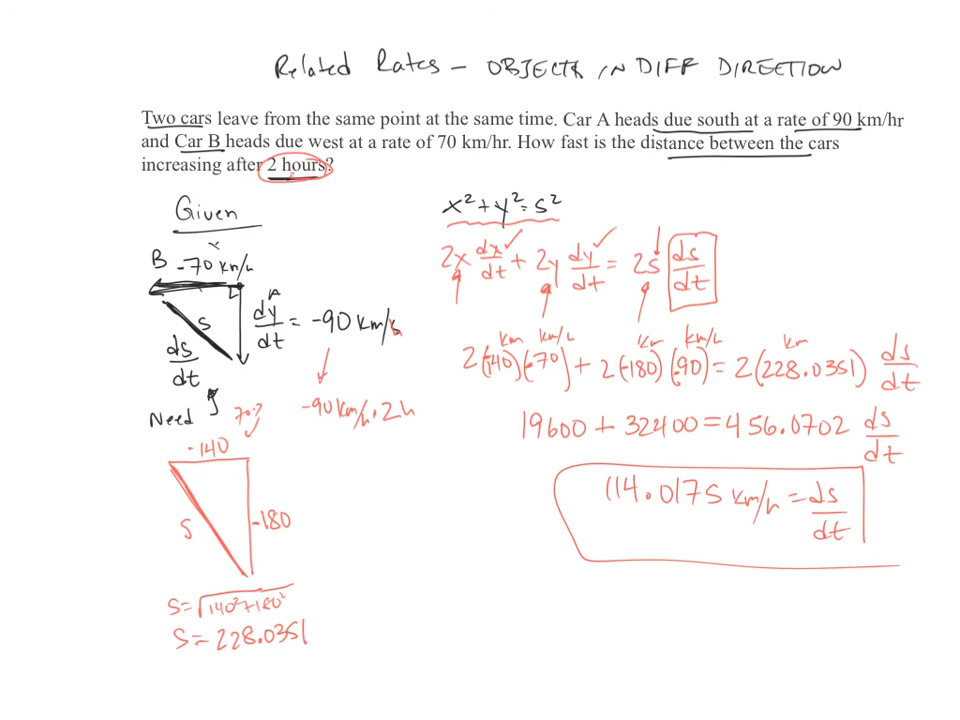 Related Rates – OBJECTS IN DIFF DIRECTION
Two cars leave from the same point at the same time. Car A heads due south at a rate of 90 km/hr
and Car B heads due west at a rate of 70 km/hr. How fast is the distance between the cars
increasing after 2 hours?
Given
x
B -70 km/h
A
S
dy/dt = -90 km/h
ds/dt
Need
-90 km/h · 2h
70·2
-140
S
-180
S = √140²+180²
S = 228.0351
x² + y² = s²
2x dx/dt + 2y dy/dt = 2s ds/dt
km km/h km km/h km
2(-140)(-70) + 2(-180)(-90) = 2(228.0351) ds/dt
19600 + 32400 = 456.0702 ds/dt
114.0175 km/h = ds/dt